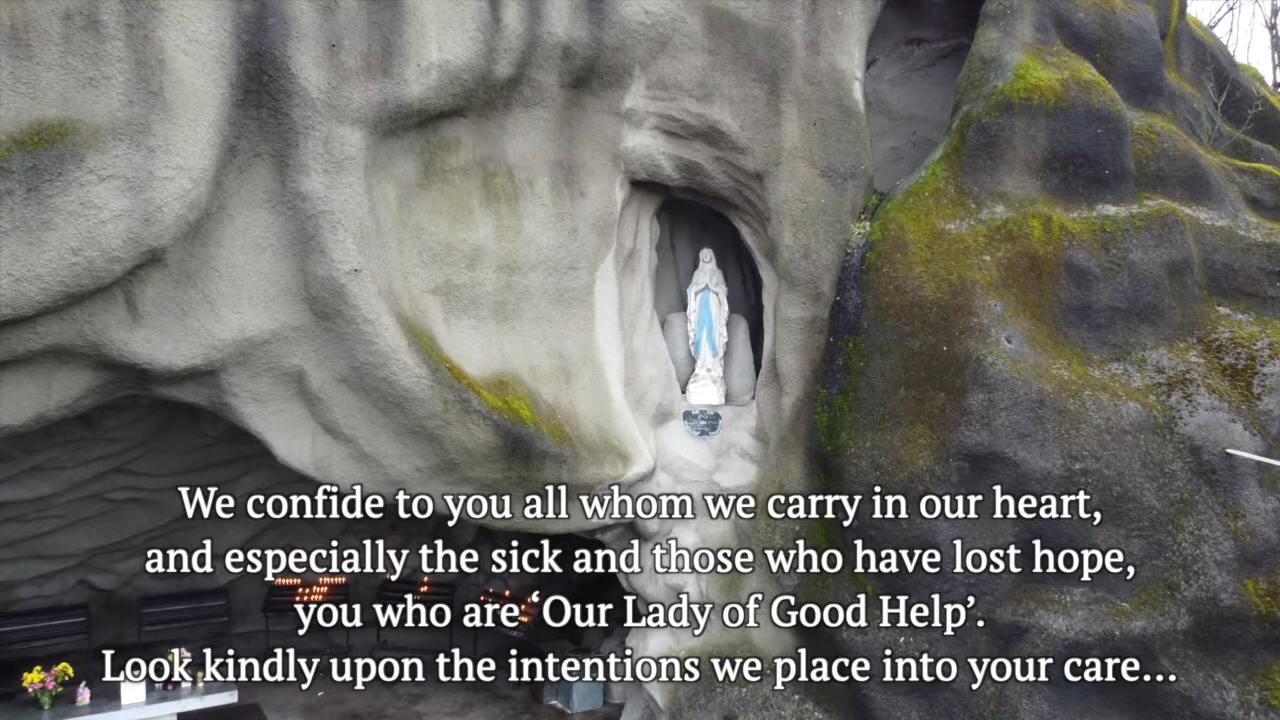 We confide to you all whom we carry in our heart,
and especially the sick and those who have lost hope,
you who are ‘Our Lady of Good Help’.
Look kindly upon the intentions we place into your care...